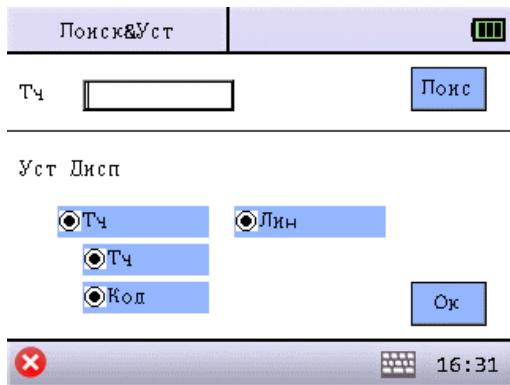 Поиск&Уст
Тч
Поис
Уст Дисп
Тч
Лин
Тч
Код
Ок
16:31